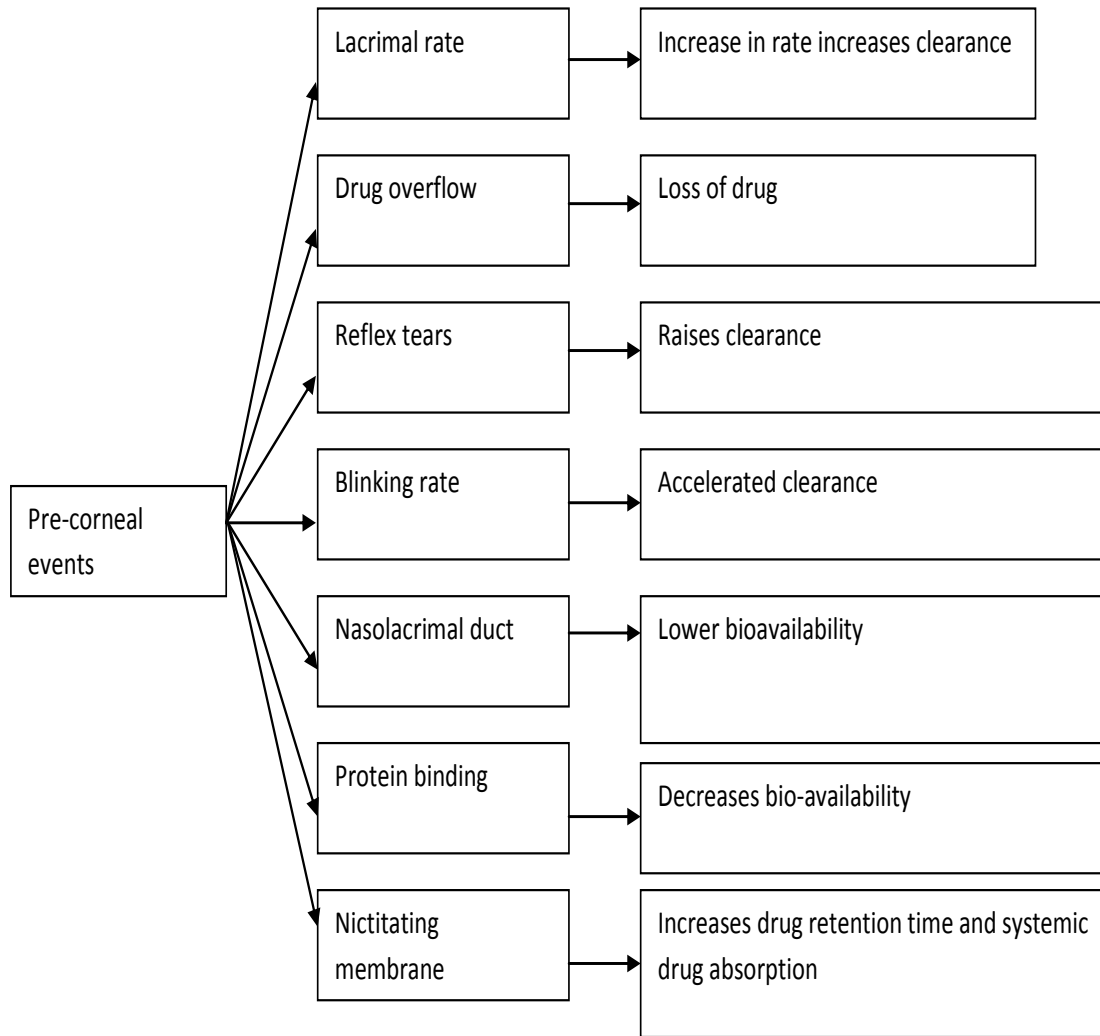 Lacrimal rate
Increase in rate increases clearance
Drug overflow
Loss of drug
Reflex tears
Raises clearance
Blinking rate
Accelerated clearance
Pre-corneal
events
Nasolacrimal duct
Lower bioavailability
Protein binding
Decreases bio-availability
Nictitating
membrane
Increases drug retention time and systemic
drug absorption